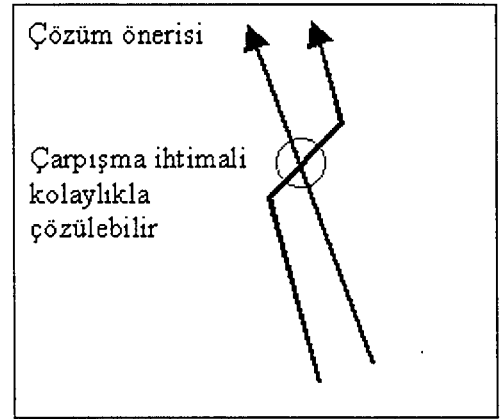 Çözüm önerisi
Çarpışma ihtimali
kolaylıkla
çözülebilir